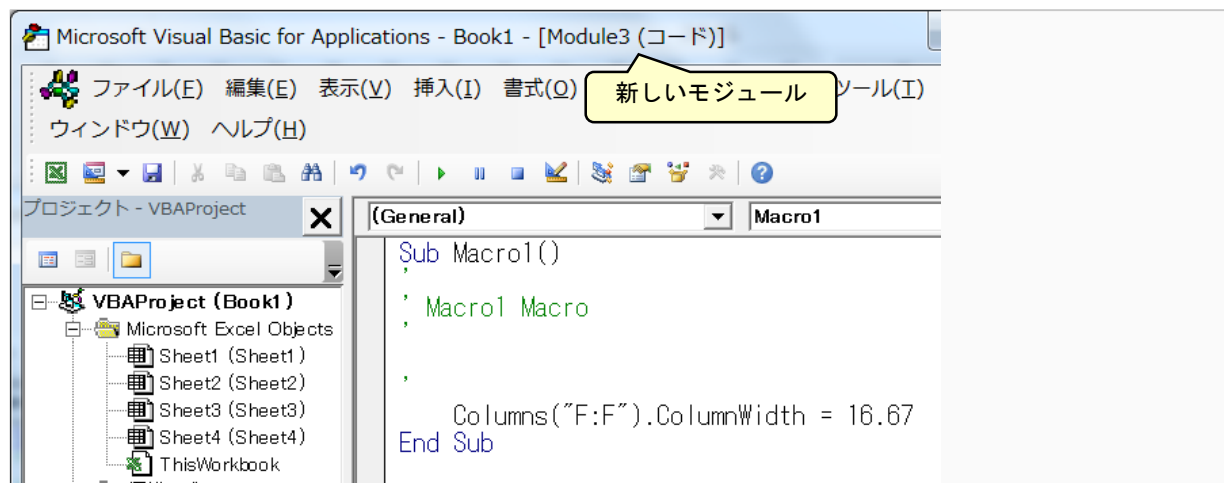 Microsoft Visual Basic for Applications - Book1 - [Module3 (コード)]
ファイル(F) 編集(E) 表示(V) 挿入(I) 書式(O) ツール(T)
新しいモジュール
ウィンドウ(W) ヘルプ(H)
プロジェクト - VBAProject
(General) Macro1
Sub Macro1()
'
' Macro1 Macro
'
'
Columns("F:F").ColumnWidth = 16.67
End Sub
VBAProject (Book1)
Microsoft Excel Objects
Sheet1 (Sheet1)
Sheet2 (Sheet2)
Sheet3 (Sheet3)
Sheet4 (Sheet4)
ThisWorkbook